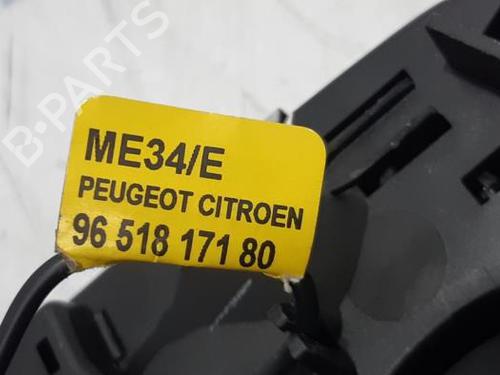 B-PARTS
ME34/E
PEUGEOT CITROEN
96 518 171 80